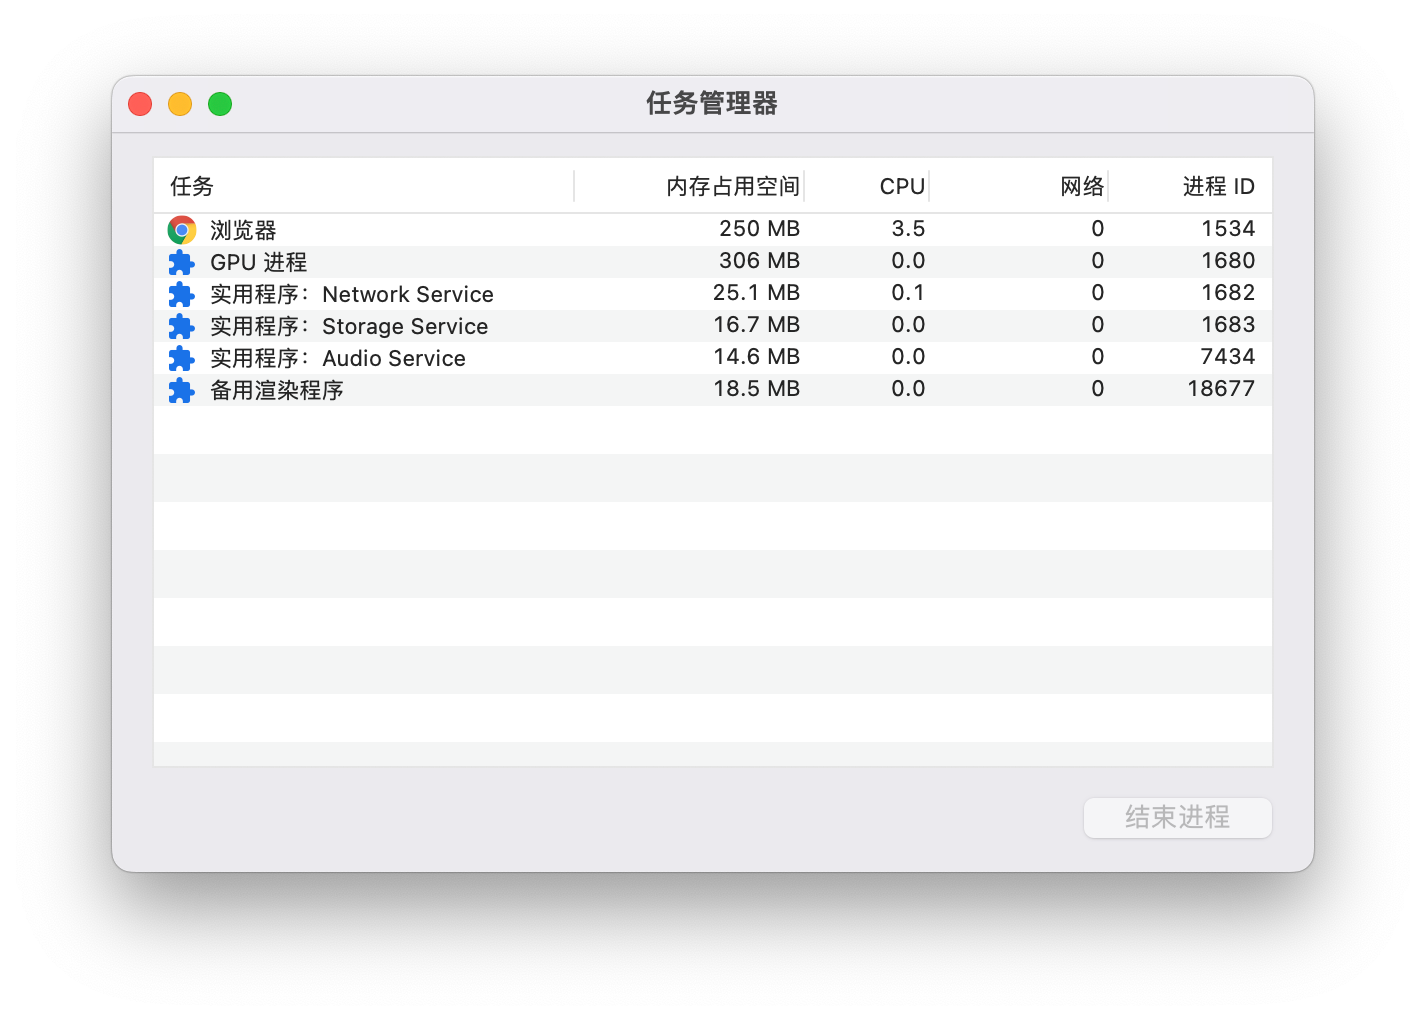 任务管理器
任务 内存占用空间 CPU 网络 进程 ID
浏览器 250 MB 3.5 0 1534
GPU 进程 306 MB 0.0 0 1680
实用程序：Network Service 25.1 MB 0.1 0 1682
实用程序：Storage Service 16.7 MB 0.0 0 1683
实用程序：Audio Service 14.6 MB 0.0 0 7434
备用渲染程序 18.5 MB 0.0 0 18677
结束进程